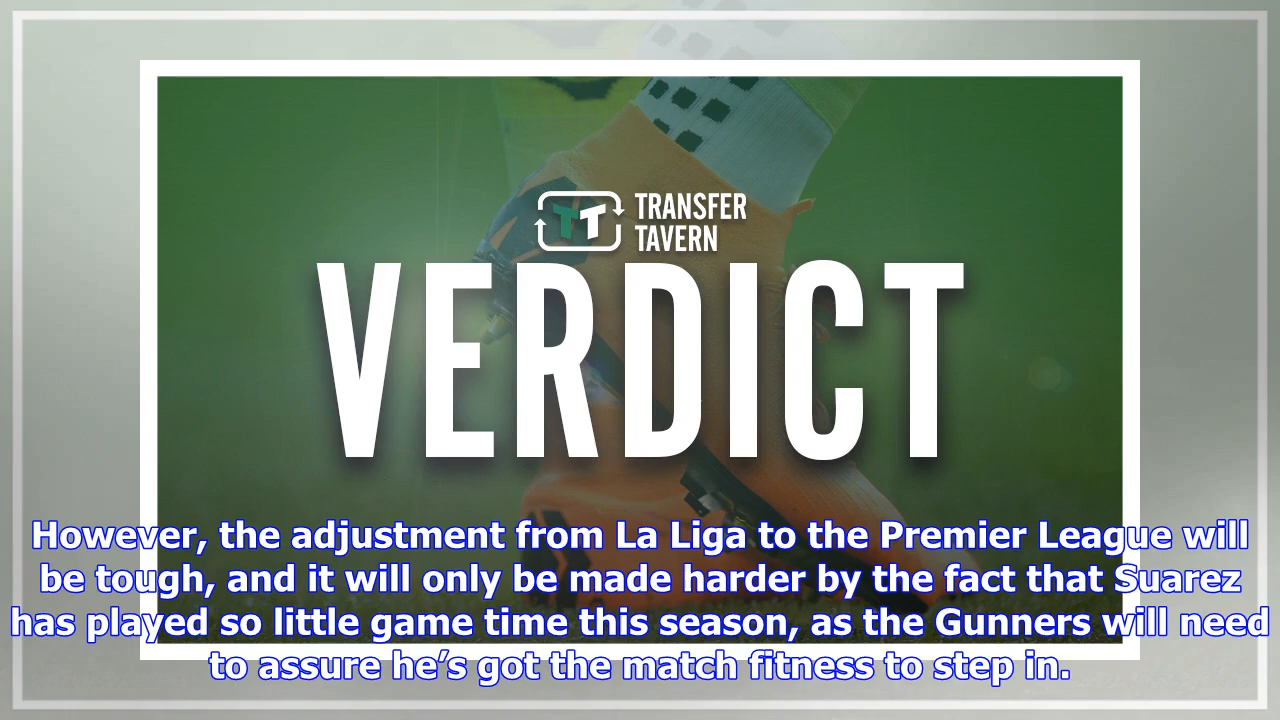 TT TRANSFER
TAVERN
VERDICT
However, the adjustment from La Liga to the Premier League will
be tough, and it will only be made harder by the fact that Suarez
has played so little game time this season, as the Gunners will need
to assure he’s got the match fitness to step in.